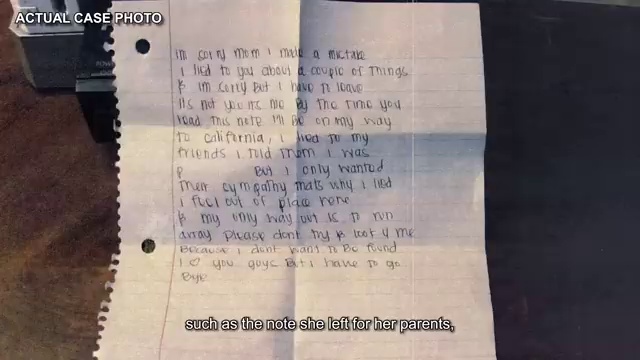 ACTUAL CASE PHOTO
im sorry mom i made a mistake
i lied to you about a couple of things
& im sorry But i have to leave
its not you its me By the time you
read this note I'll Be on my way
to california, i lied to my
friends i told them i was
p But i only wanted
Their sympathy thats why i lied
i feel out of place here
& my only way out is to run
away please dont try & look 4 me
Because i dont want to Be found
I ♡ you guys But i have to go
Bye
such as the note she left for her parents,